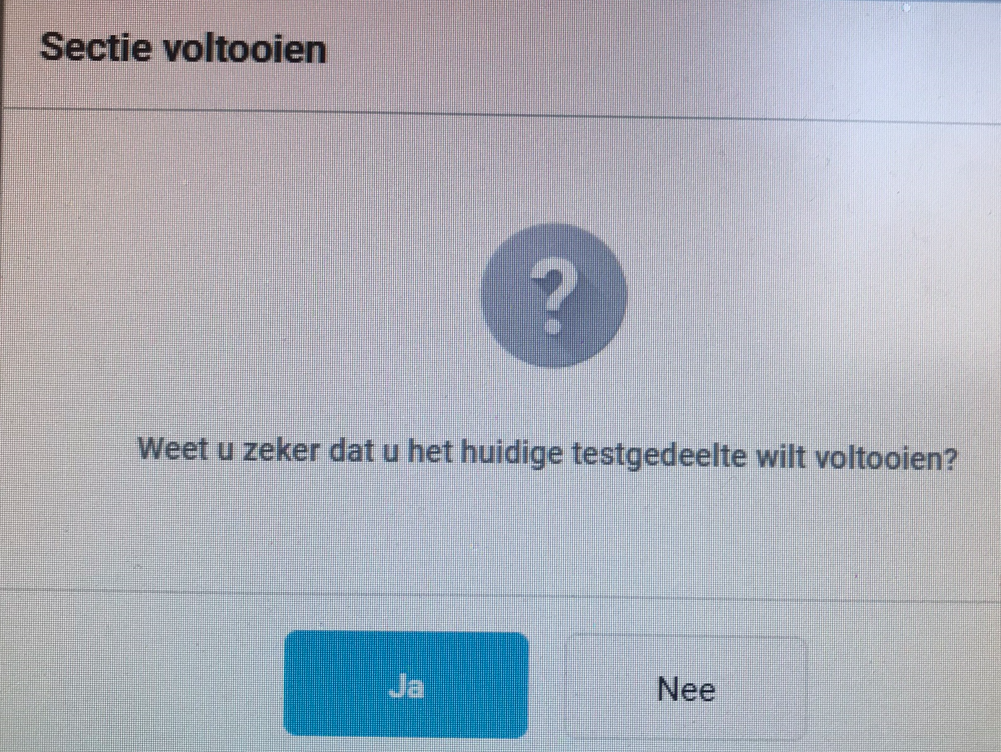 Sectie voltooien
?
Weet u zeker dat u het huidige testgedeelte wilt voltooien?
Ja
Nee